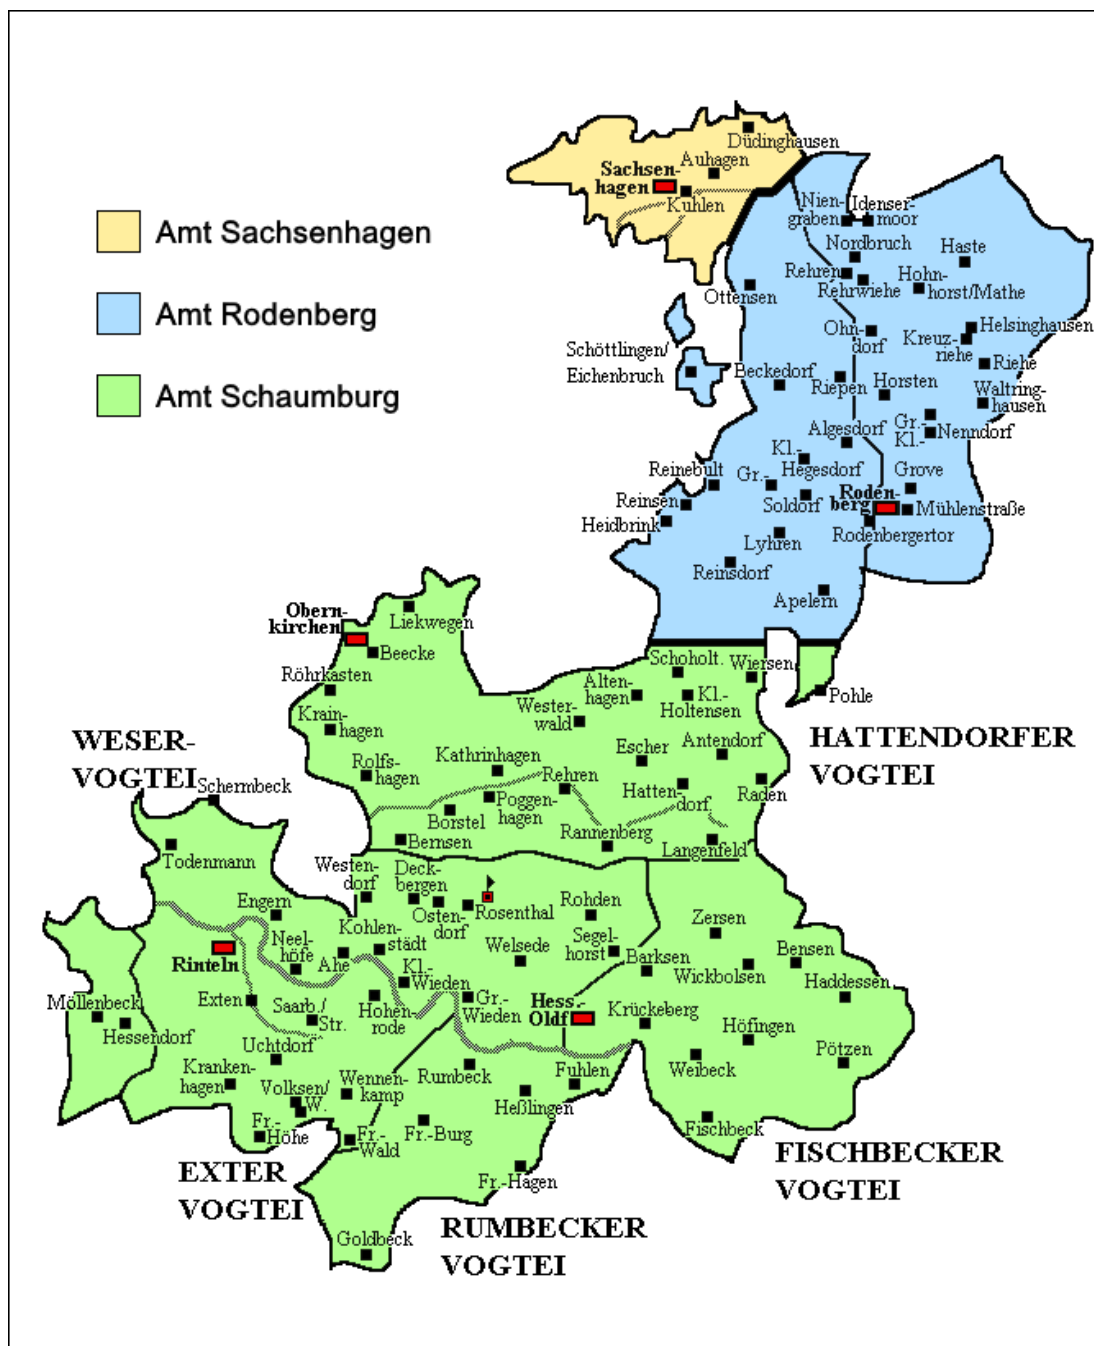 Amt Sachsenhagen
Amt Rodenberg
Amt Schaumburg
Düdinghausen
Auhagen
Sachsen-
hagen
Kuhlen
Nien-
graben
Idenser-
moor
Nordbruch
Haste
Rehren
Rehrwiehe
Hohn-
horst/Mathe
Ottensen
Ohn-
dorf
Helsinghausen
Kreuz-
riehe
Riehe
Schöttlingen/
Eichenbruch
Beckedorf
Riepen
Horsten
Waltring-
hausen
Gr.-
Kl.-
Nenndorf
Algesdorf
Kl.-
Hegesdorf
Gr.-
Reinebult
Soldorf
Grove
Roden-
berg
Mühlenstraße
Reinsen
Heidbrink
Rodenbergertor
Lyhren
Reinsdorf
Apelern
Obern-
kirchen
Liekwegen
Beecke
Röhrkasten
Krain-
hagen
Rolfs-
hagen
Schoholt.
Wiersen
Alten-
hagen
Kl.-
Holtensen
Pohle
Wester-
wald
Escher
Antendorf
Kathrinhagen
Rehren
Hatten-
dorf.
Raden
Poggen-
hagen
Borstel
Rannenberg
Langenfeld
Bernsen
HATTENDORFER
VOGTEI
WESER-
VOGTEI
Schermbeck
Todenmann
Westen-
dorf
Deck-
bergen
Osten-
dorf
Rosenthal
Rohden
Zersen
Engern
Kohlen-
städt
Segel-
horst
Neel-
höfe
Ahe
Welsede
Barksen
Wickbolsen
Bensen
Haddessen
Rinteln
Kl.-
Wieden
Gr.-
Wieden
Hess.-
Oldf
Möllenbeck
Hessendorf
Exten
Saarb./
Str.
Hohen-
rode
Krückeberg
Höfingen
Uchtdorf
Pötzen
Weibeck
Kranken-
hagen
Volksen/
W.
Wennen-
kamp
Rumbeck
Fuhlen
Heßlingen
Fr.-
Höhe
Fr.-
Wald
Fr.-Burg
Fischbeck
Fr.-Hagen
FISCHBECKER
VOGTEI
EXTER
VOGTEI
RUMBECKER
VOGTEI
Goldbeck